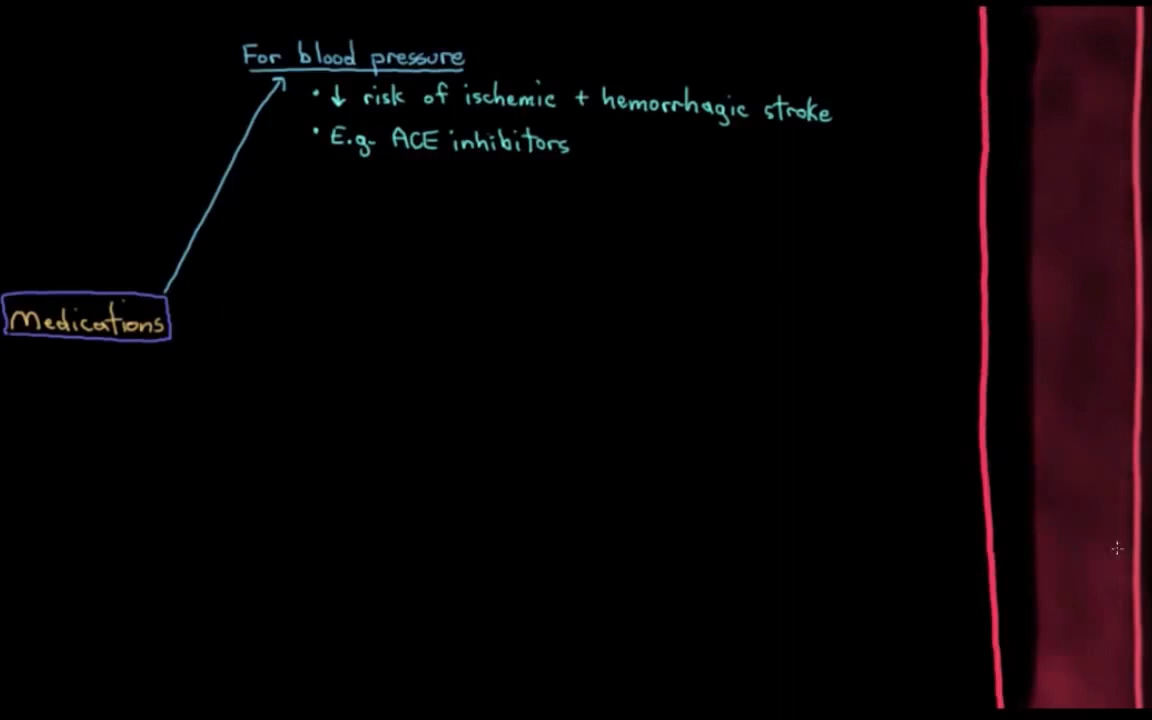 For blood pressure
• ↓ risk of ischemic + hemorrhagic stroke
• E.g. ACE inhibitors
Medications